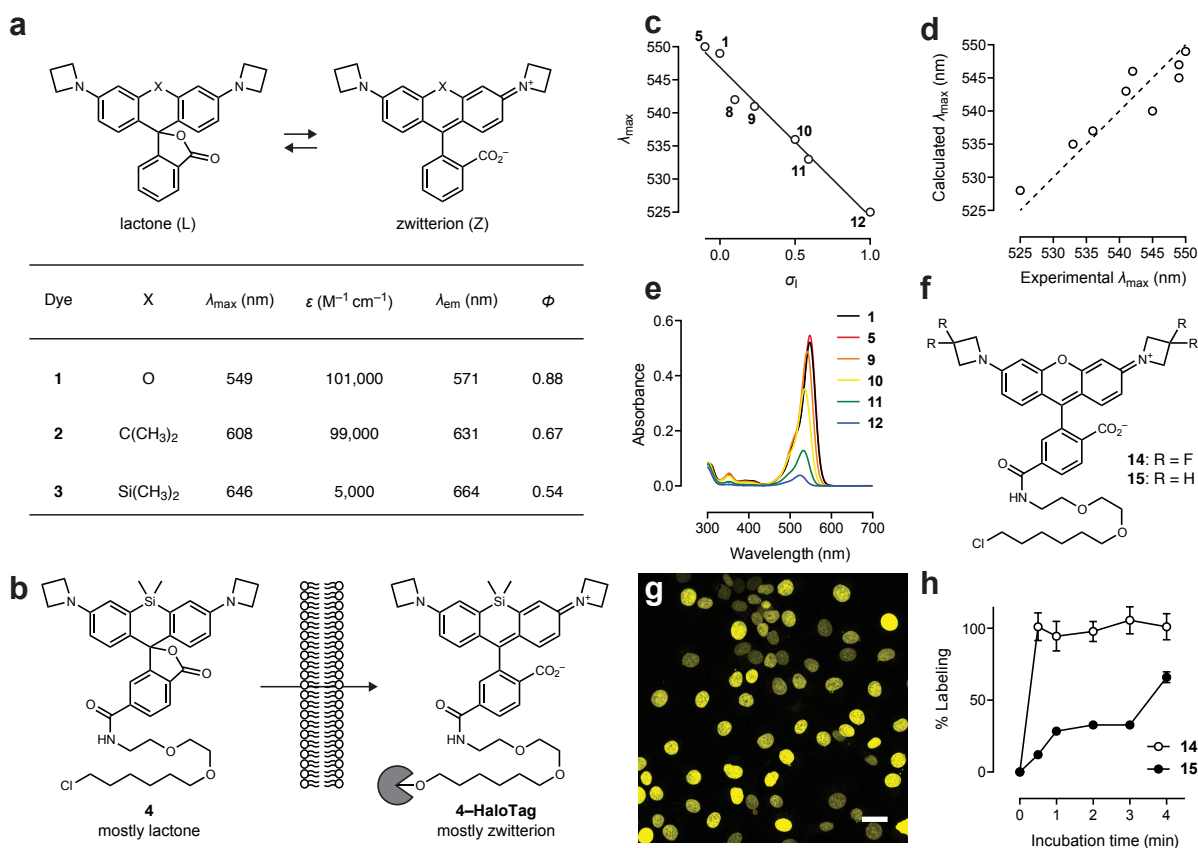 a
N
X
N
O
O
lactone (L)
N
X
N+
CO2−
zwitterion (Z)
Dye X λmax (nm) ε (M−1 cm−1) λem (nm) ϕ
1 O 549 101,000 571 0.88
2 C(CH3)2 608 99,000 631 0.67
3 Si(CH3)2 646 5,000 664 0.54
b
N
Si
N
O
O
O
NH
O
O
Cl
4
mostly lactone
N
Si
N+
CO2−
O
NH
O
O
O
4–HaloTag
mostly zwitterion
c
λmax
550
545
540
535
530
525
5
1
8
9
10
11
12
0.0 0.5 1.0
σI
d
Calculated λmax (nm)
550
545
540
535
530
525
525 530 535 540 545 550
Experimental λmax (nm)
e
Absorbance
0.6
0.4
0.2
0.0
300 400 500 600 700
Wavelength (nm)
1
5
9
10
11
12
f
R
R
N
O
N+
R
R
CO2−
O
NH
O
O
Cl
14: R = F
15: R = H
g
h
% Labeling
100
50
0
0 1 2 3 4
Incubation time (min)
14
15